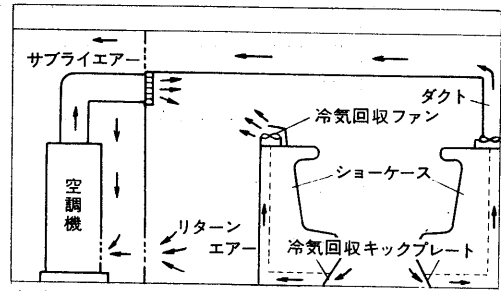 サプライエアー
ダクト
冷気回収ファン
ショーケース
空調機
リターン
エアー
冷気回収キックプレート